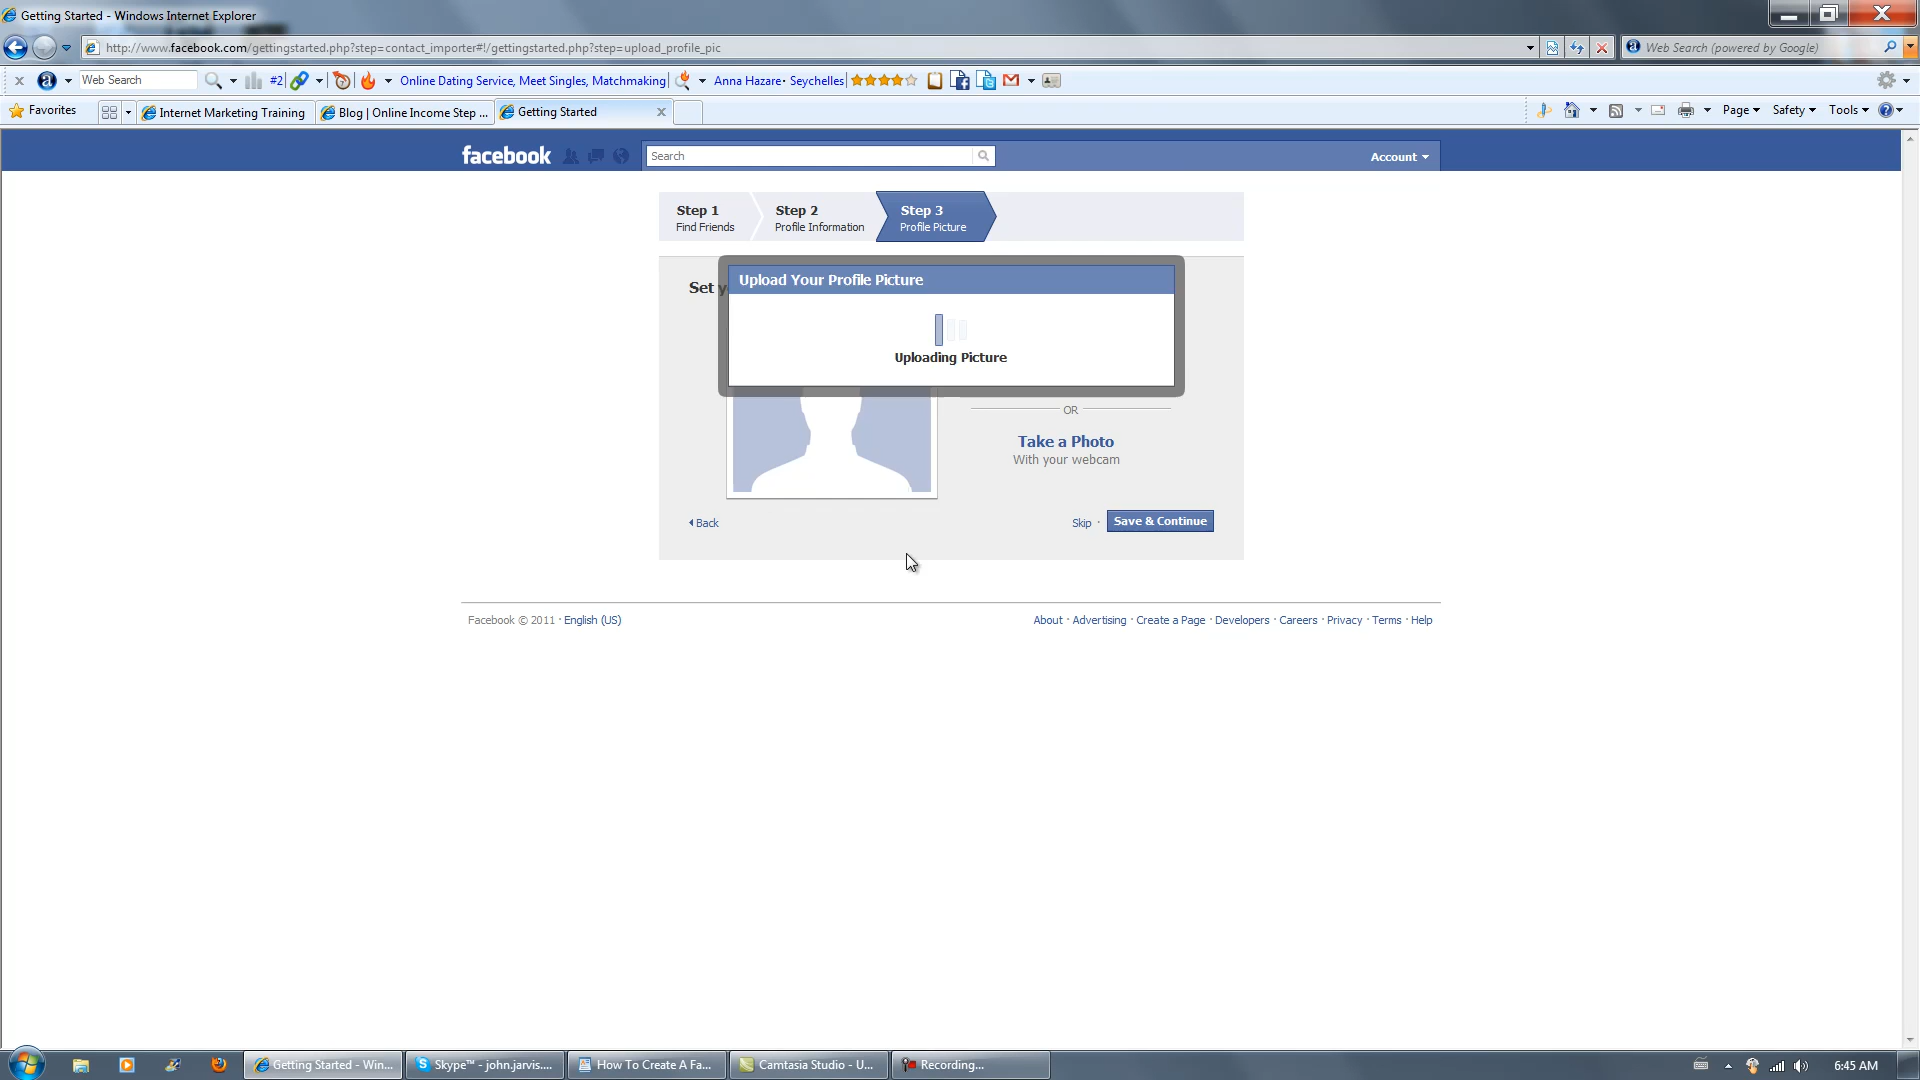 Getting Started - Windows Internet Explorer
http://www.facebook.com/gettingstarted.php?step=contact_importer#!/gettingstarted.php?step=upload_profile_pic
Web Search (powered by Google)
Web Search
#2
Online Dating Service, Meet Singles, Matchmaking
Anna Hazare• Seychelles
Favorites
Internet Marketing Training
Blog | Online Income Step ...
Getting Started
Page
Safety
Tools
facebook
Search
Account
Step 1
Find Friends
Step 2
Profile Information
Step 3
Profile Picture
Set y
Upload Your Profile Picture
Uploading Picture
OR
Take a Photo
With your webcam
Back
Skip ·
Save & Continue
Facebook © 2011 · English (US)
About · Advertising · Create a Page · Developers · Careers · Privacy · Terms · Help
Getting Started - Win...
Skype™ - john.jarvis....
How To Create A Fa...
Camtasia Studio - U...
Recording...
6:45 AM